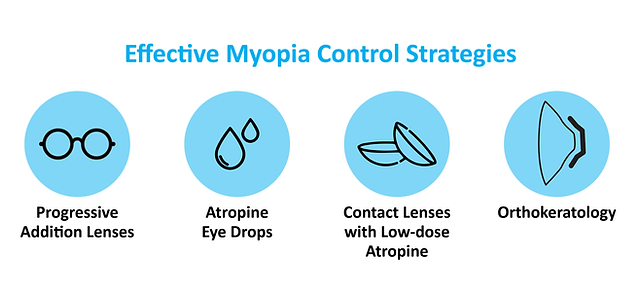 Effective Myopia Control Strategies
Progressive
Addition Lenses
Atropine
Eye Drops
Contact Lenses
with Low-dose
Atropine
Orthokeratology